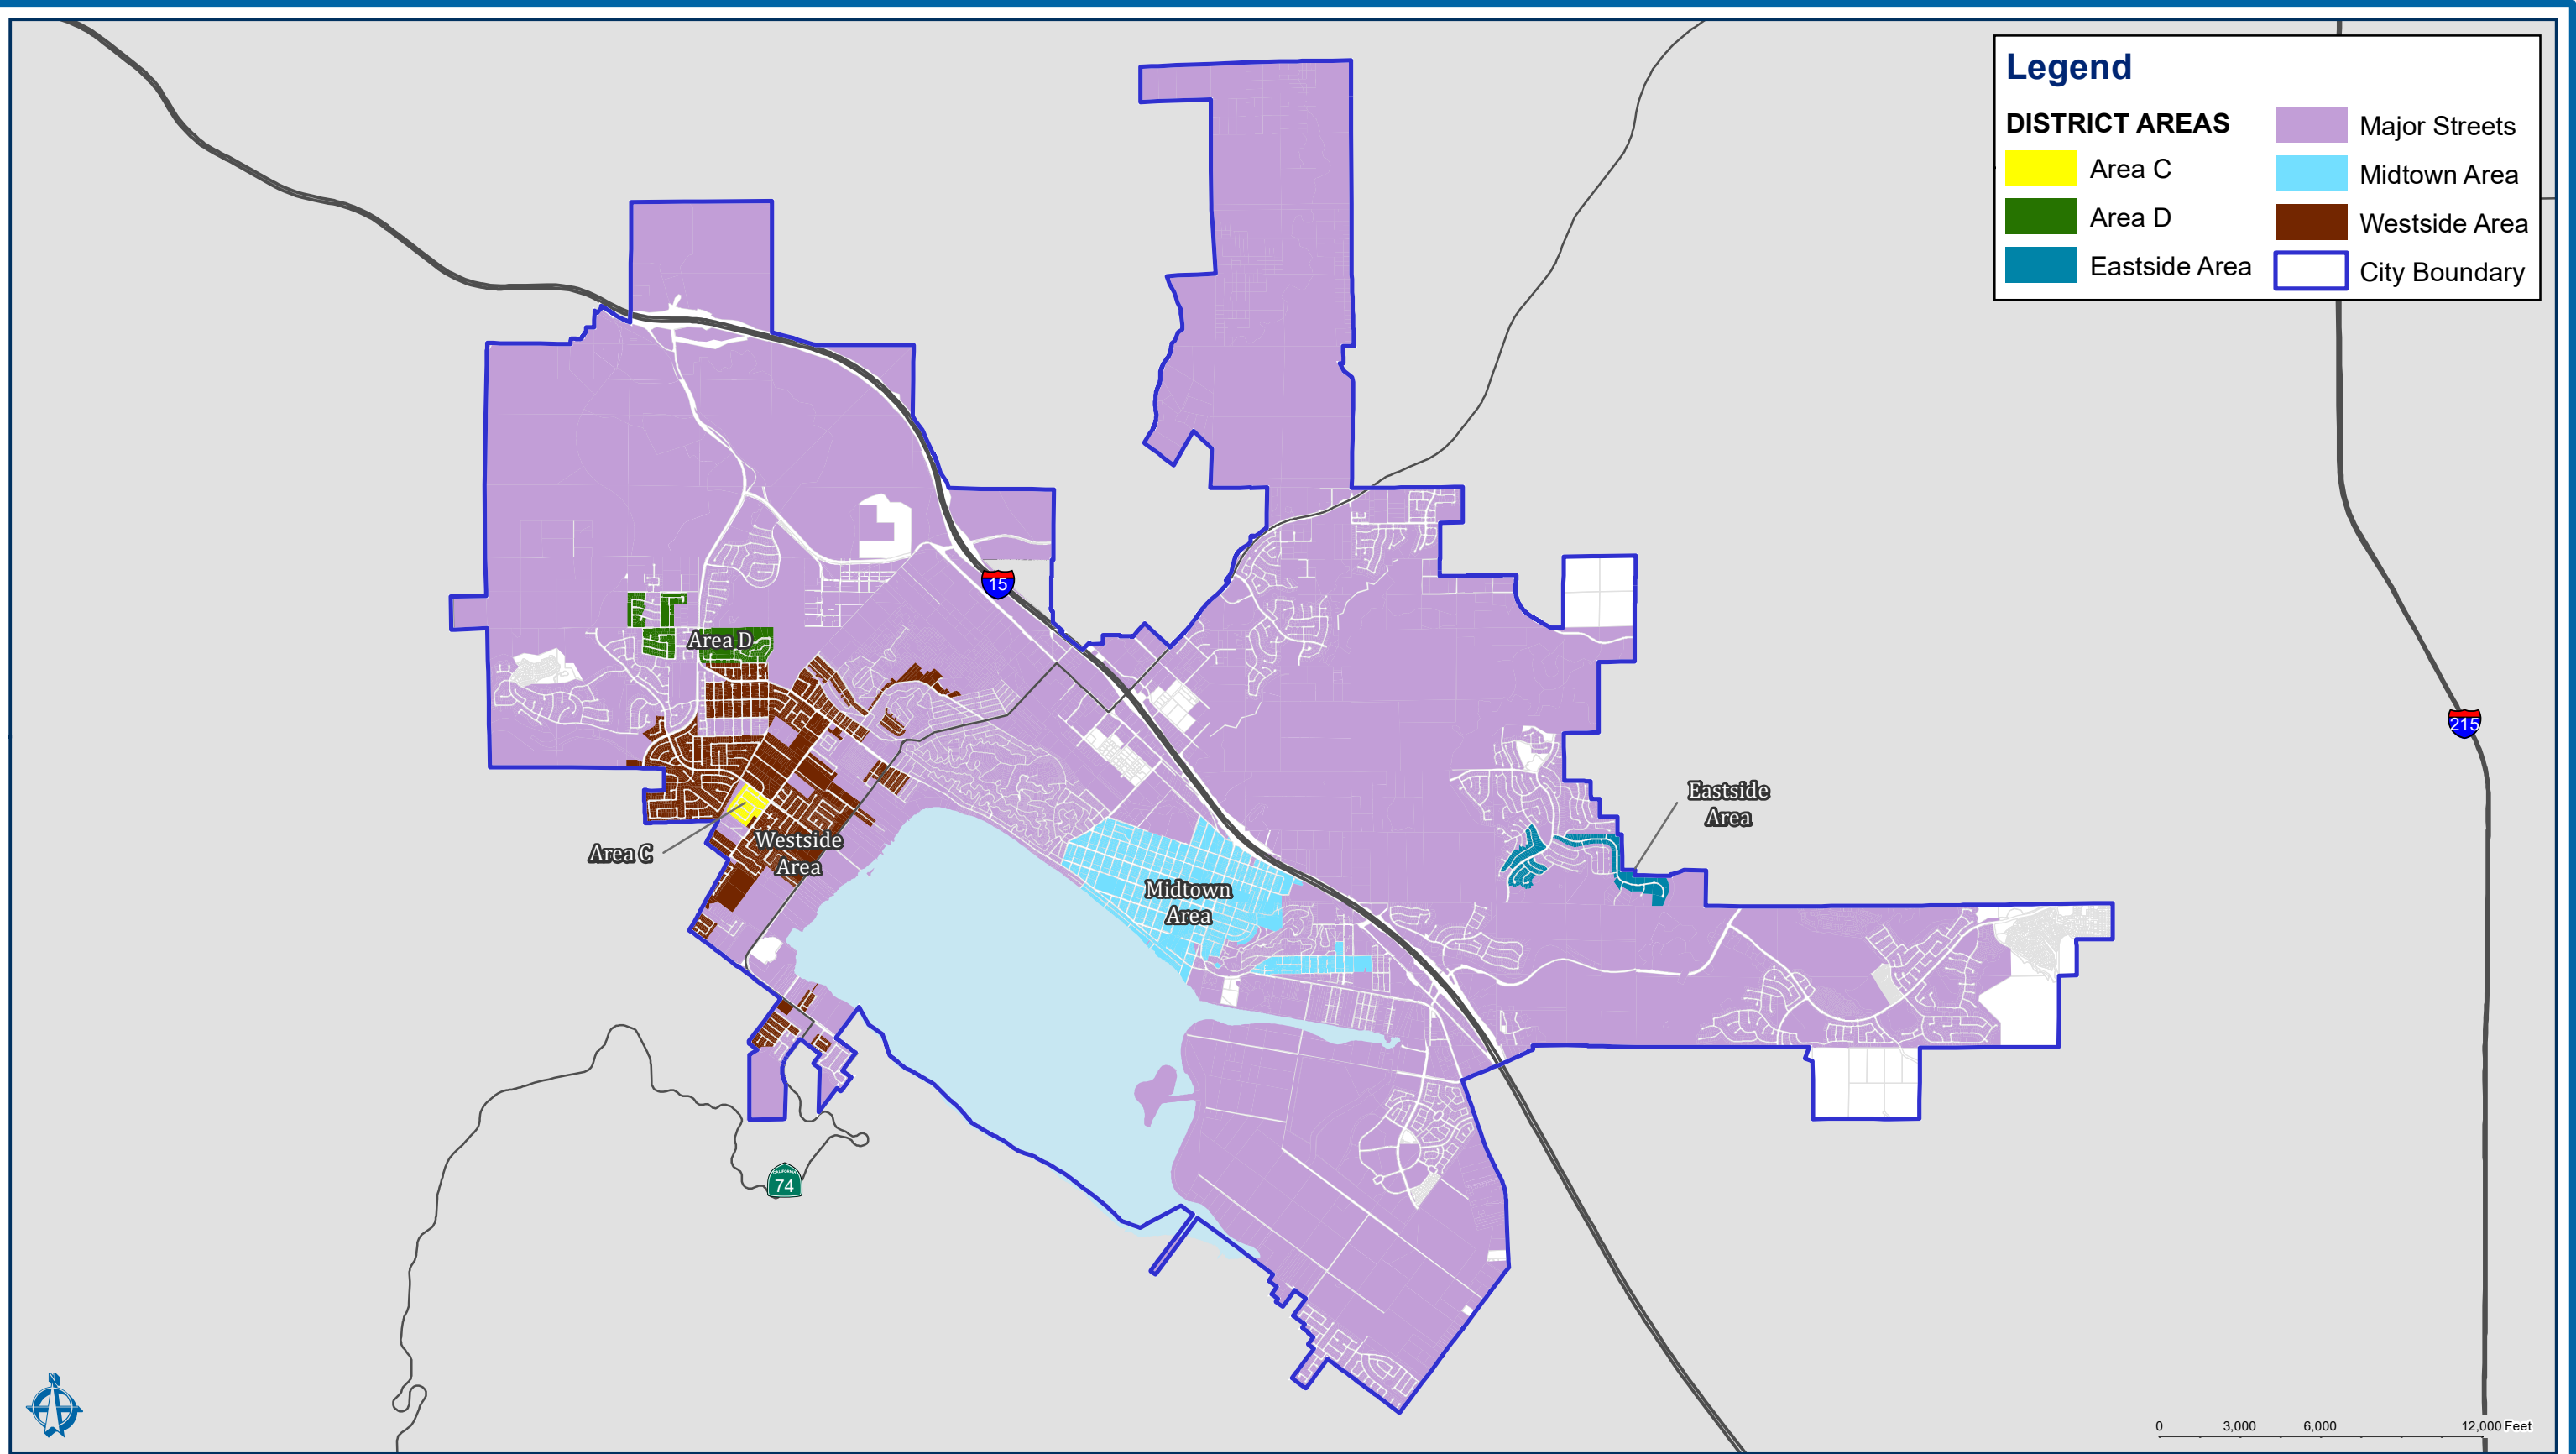 Legend
DISTRICT AREAS
Area C
Area D
Eastside Area
Major Streets
Midtown Area
Westside Area
City Boundary
15
Area D
215
Eastside
Area
Area C
Westside
Area
Midtown
Area
CALIFORNIA
74
N
0 3,000 6,000 12,000 Feet